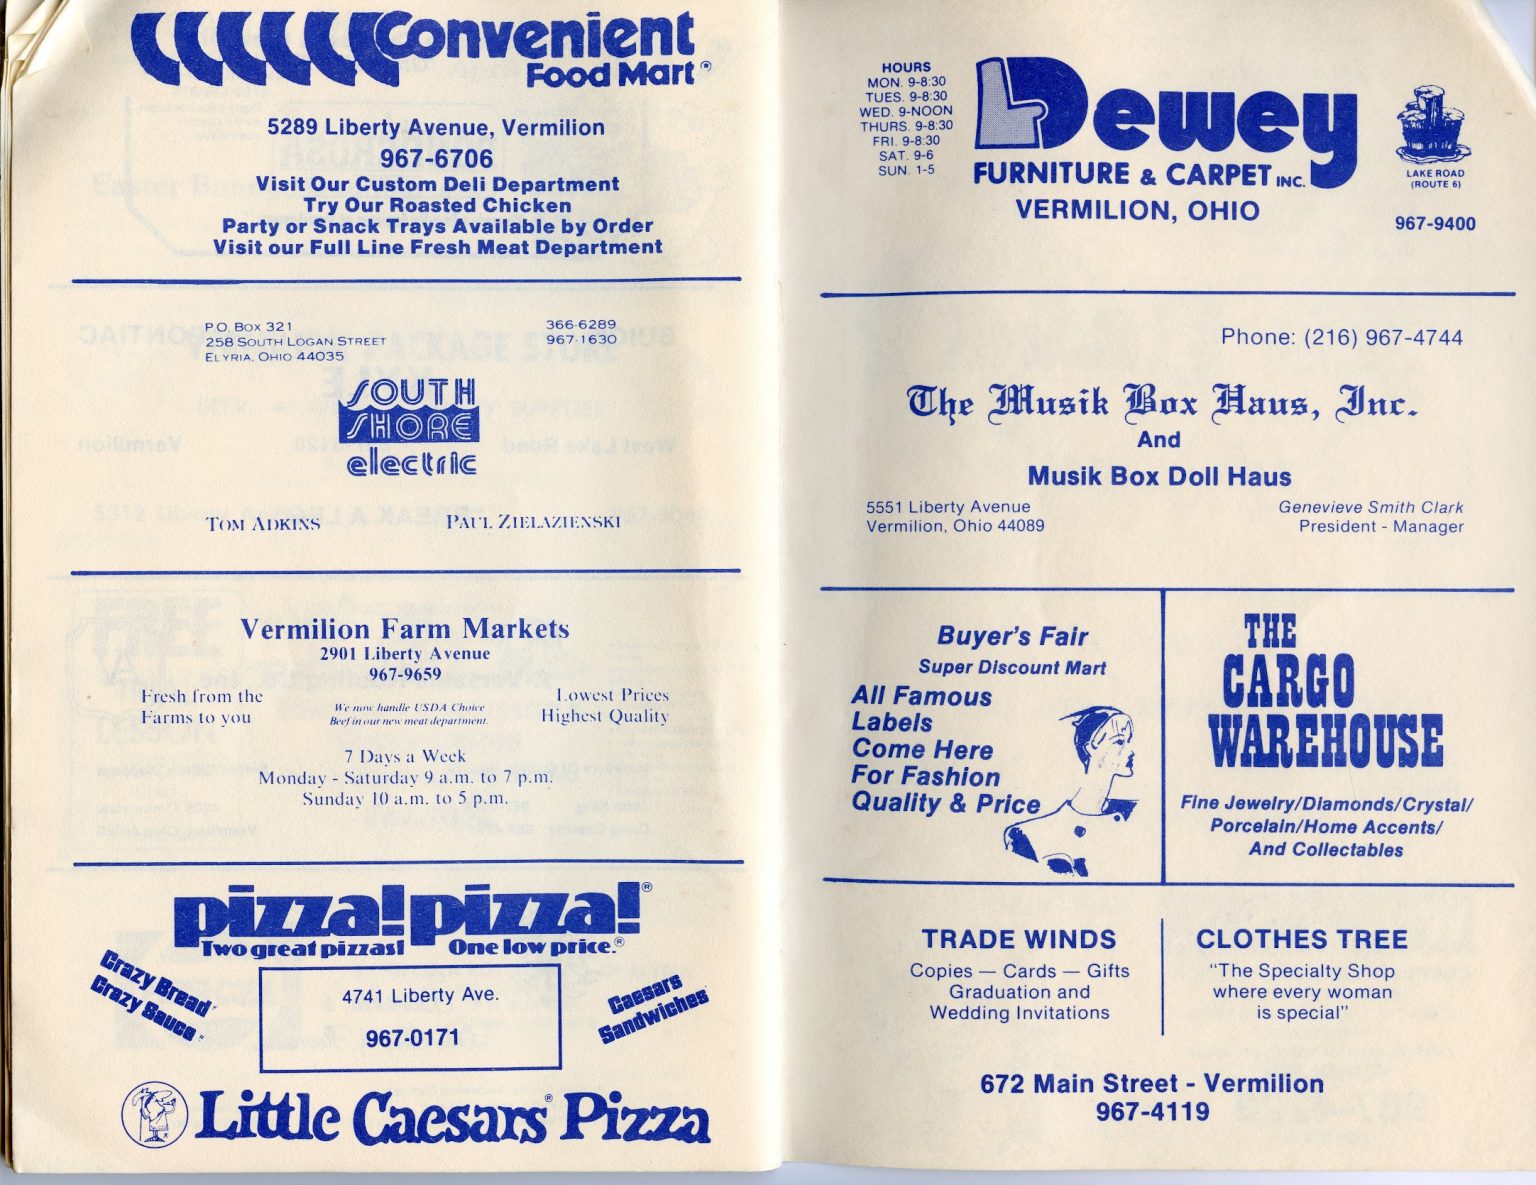 Convenient
Food Mart®
5289 Liberty Avenue, Vermilion
967-6706
Visit Our Custom Deli Department
Try Our Roasted Chicken
Party or Snack Trays Available by Order
Visit our Full Line Fresh Meat Department
P.O. Box 321
258 South Logan Street
Elyria, Ohio 44035
366-6289
967-1630
SOUTH
SHORE
electric
Tom Adkins Paul Zielazienski
Vermilion Farm Markets
2901 Liberty Avenue
967-9659
Fresh from the
Farms to you
We now handle USDA Choice
Beef in our new meat department.
Lowest Prices
Highest Quality
7 Days a Week
Monday - Saturday 9 a.m. to 7 p.m.
Sunday 10 a.m. to 5 p.m.
pizza! pizza!®
Two great pizzas! One low price.®
Crazy Bread
Crazy Sauce
4741 Liberty Ave.
967-0171
Caesars
Sandwiches
Little Caesars® Pizza
HOURS
MON. 9-8:30
TUES. 9-8:30
WED. 9-NOON
THURS. 9-8:30
FRI. 9-8:30
SAT. 9-6
SUN. 1-5
Dewey
FURNITURE & CARPET INC.
VERMILION, OHIO
LAKE ROAD
(ROUTE 6)
967-9400
Phone: (216) 967-4744
The Musik Box Haus, Inc.
And
Musik Box Doll Haus
5551 Liberty Avenue
Vermilion, Ohio 44089
Genevieve Smith Clark
President - Manager
Buyer's Fair
Super Discount Mart
All Famous
Labels
Come Here
For Fashion
Quality & Price
THE
CARGO
WAREHOUSE
Fine Jewelry/Diamonds/Crystal/
Porcelain/Home Accents/
And Collectables
TRADE WINDS
Copies — Cards — Gifts
Graduation and
Wedding Invitations
CLOTHES TREE
"The Specialty Shop
where every woman
is special"
672 Main Street - Vermilion
967-4119